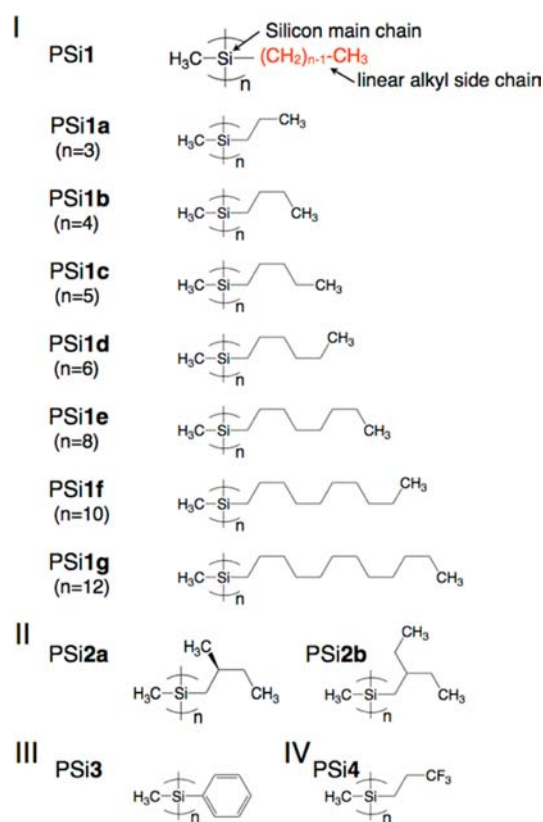 I
Silicon main chain
PSi1
H₃C-Si-(CH₂)n-1-CH₃
n
linear alkyl side chain
PSi1a
(n=3)
CH₃
H₃C-Si
n
PSi1b
(n=4)
H₃C-Si
CH₃
n
PSi1c
(n=5)
H₃C-Si
CH₃
n
PSi1d
(n=6)
CH₃
H₃C-Si
n
PSi1e
(n=8)
H₃C-Si
CH₃
n
PSi1f
(n=10)
CH₃
H₃C-Si
n
PSi1g
(n=12)
H₃C-Si
CH₃
n
II
PSi2a
H₃C
H₃C-Si
CH₃
n
PSi2b
CH₃
H₃C-Si
CH₃
n
III
PSi3
H₃C-Si
n
IV
PSi4
CF₃
H₃C-Si
n